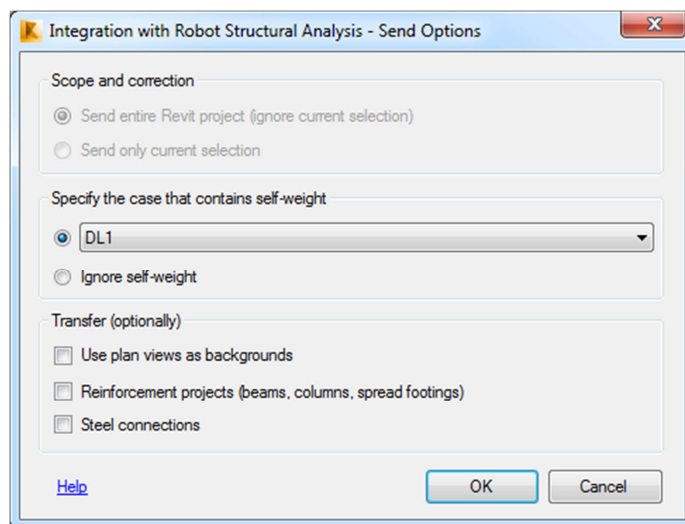 Integration with Robot Structural Analysis - Send Options
Scope and correction
Send entire Revit project (ignore current selection)
Send only current selection
Specify the case that contains self-weight
DL1
Ignore self-weight
Transfer (optionally)
Use plan views as backgrounds
Reinforcement projects (beams, columns, spread footings)
Steel connections
Help OK Cancel